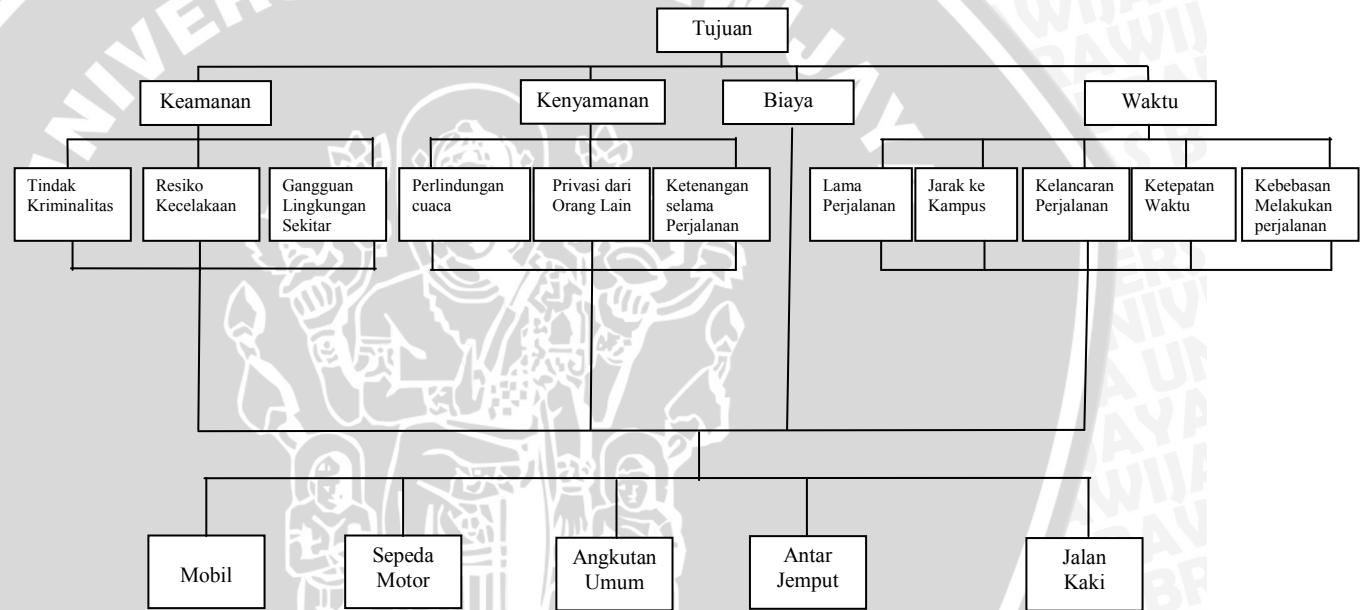 Tujuan
Keamanan
Kenyamanan
Biaya
Waktu
Tindak
Kriminalitas
Resiko
Kecelakaan
Gangguan
Lingkungan
Sekitar
Perlindungan
cuaca
Privasi dari
Orang Lain
Ketenangan
selama
Perjalanan
Lama
Perjalanan
Jarak ke
Kampus
Kelancaran
Perjalanan
Ketepatan
Waktu
Kebebasan
Melakukan
perjalanan
Mobil
Sepeda
Motor
Angkutan
Umum
Antar
Jemput
Jalan
Kaki